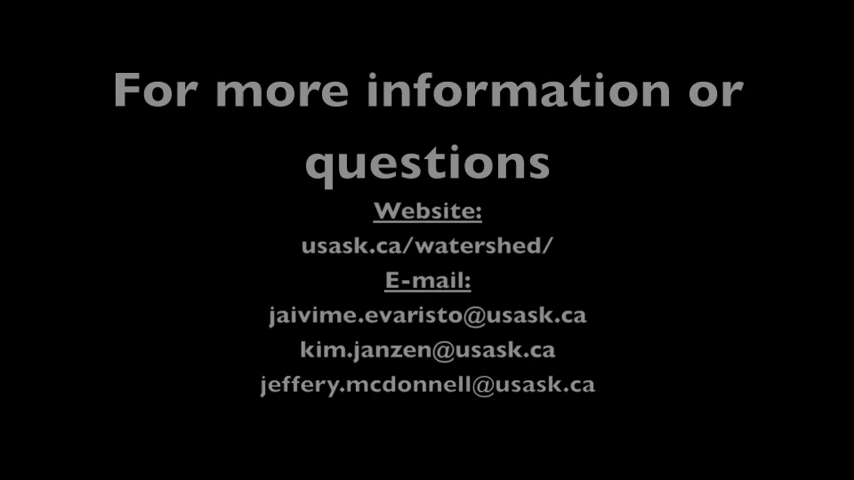 For more information or
questions
Website:
usask.ca/watershed/
E-mail:
jaivime.evaristo@usask.ca
kim.janzen@usask.ca
jeffery.mcdonnell@usask.ca